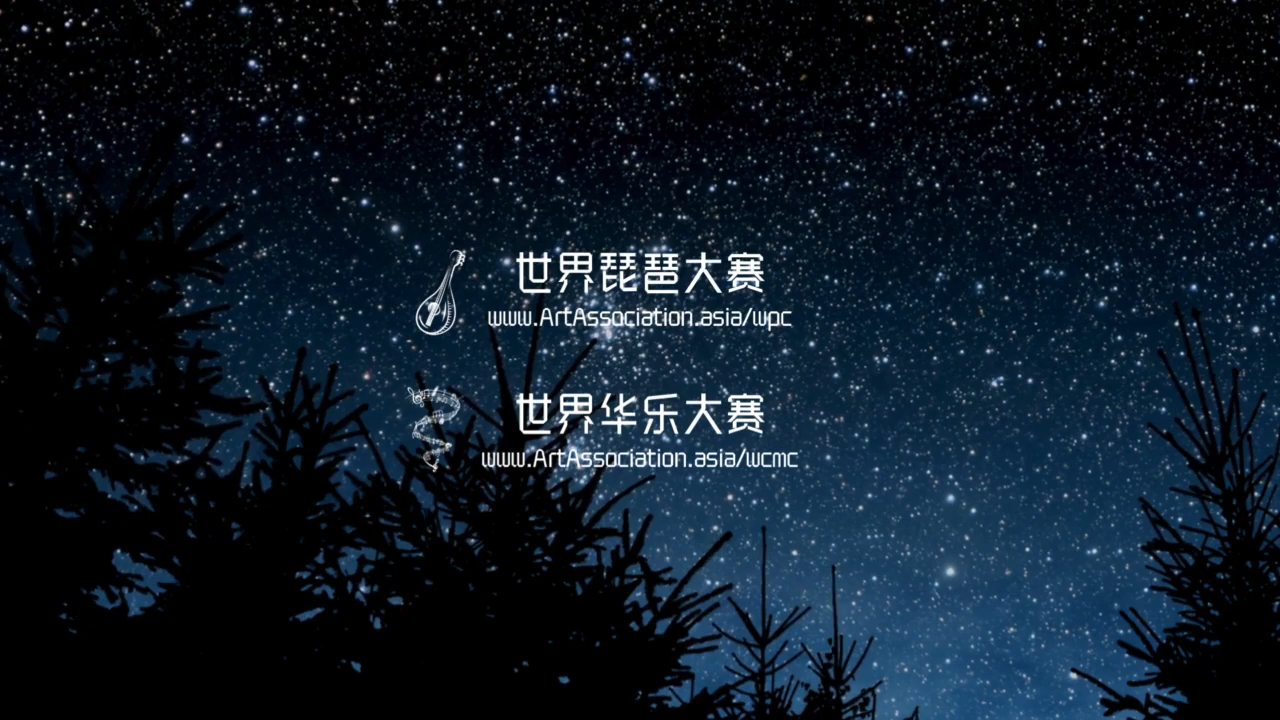 世界琵琶大赛
www.ArtAssociation.asia/wpc
世界华乐大赛
www.ArtAssociation.asia/wcmc